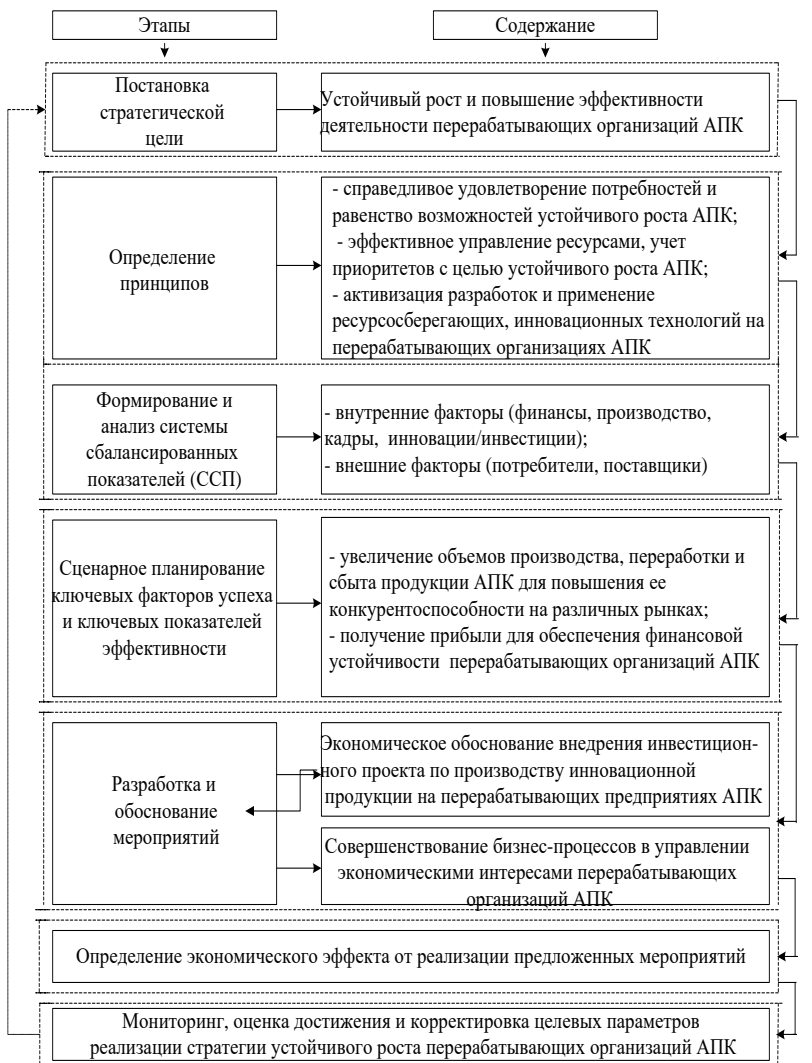 Этапы
Содержание
Постановка
стратегической
цели
Устойчивый рост и повышение эффективности
деятельности перерабатывающих организаций АПК
Определение
принципов
- справедливое удовлетворение потребностей и
равенство возможностей устойчивого роста АПК;
- эффективное управление ресурсами, учет
приоритетов с целью устойчивого роста АПК;
- активизация разработок и применение
ресурсосберегающих, инновационных технологий на
перерабатывающих организациях АПК
Формирование и
анализ системы
сбалансированных
показателей (ССП)
- внутренние факторы (финансы, производство,
кадры, инновации/инвестиции);
- внешние факторы (потребители, поставщики)
Сценарное планирование
ключевых факторов успеха
и ключевых показателей
эффективности
- увеличение объемов производства, переработки и
сбыта продукции АПК для повышения ее
конкурентоспособности на различных рынках;
- получение прибыли для обеспечения финансовой
устойчивости перерабатывающих организаций АПК
Разработка и
обоснование
мероприятий
Экономическое обоснование внедрения инвестицион-
ного проекта по производству инновационной
продукции на перерабатывающих предприятиях АПК
Совершенствование бизнес-процессов в управлении
экономическими интересами перерабатывающих
организаций АПК
Определение экономического эффекта от реализации предложенных мероприятий
Мониторинг, оценка достижения и корректировка целевых параметров
реализации стратегии устойчивого роста перерабатывающих организаций АПК